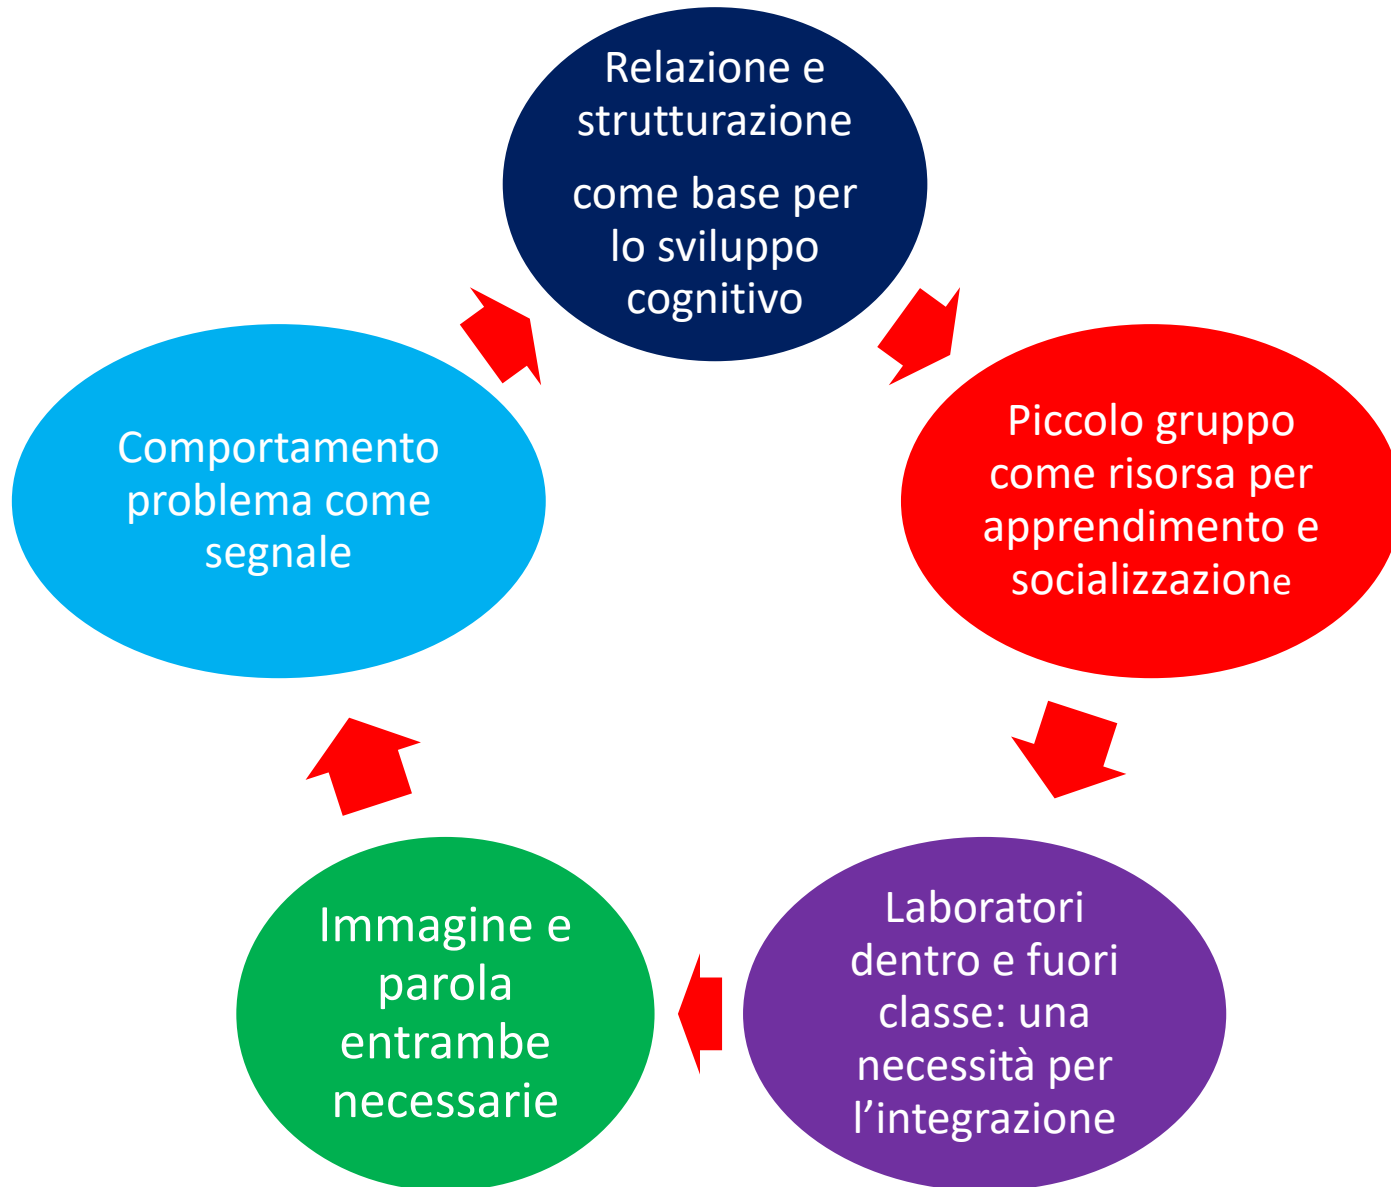 Relazione e
strutturazione
come base per
lo sviluppo
cognitivo
Piccolo gruppo
come risorsa per
apprendimento e
socializzazione
Laboratori
dentro e fuori
classe: una
necessità per
l’integrazione
Immagine e
parola
entrambe
necessarie
Comportamento
problema come
segnale